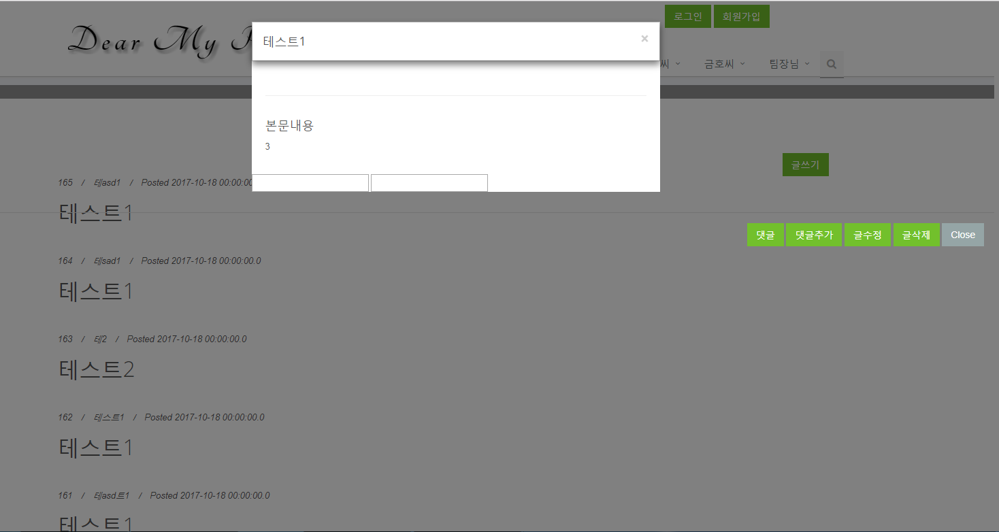 로그인 회원가입
Dear My
테스트1 ×
씨 금호씨 팀장님
본문내용
3
글쓰기
165 / 테asd1 / Posted 2017-10-18 00:00:00
테스트1
댓글 댓글추가 글수정 글삭제 Close
164 / 테sad1 / Posted 2017-10-18 00:00:00.0
테스트1
163 / 테2 / Posted 2017-10-18 00:00:00.0
테스트2
162 / 테스트1 / Posted 2017-10-18 00:00:00.0
테스트1
161 / 테asd트1 / Posted 2017-10-18 00:00:00.0
테스트1